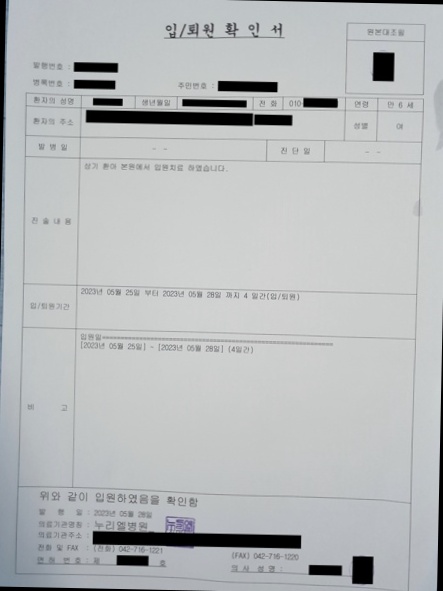 입/퇴원 확 인 서
원본대조필
발행번호 :
병록번호 : 주민번호 :
환자의 성명 생년월일 전 화 010- 연령 만 6 세
환자의 주소 성별 여
발 병 일 - - 진 단 일 - -
진 술 내 용 상기 환아 본원에서 입원치료 하였습니다.
입/퇴원기간 2023년 05월 25일 부터 2023년 05월 28일 까지 4 일간(입/퇴원)
입원일
[2023년 05월 25일] - [2023년 05월 28일] (4일간)
비 고
위와 같이 입원하였음을 확인함
발 행 일 : 2023년 05월 28일
의료기관명칭 : 누리엘병원
의료기관주소 :
전화 및 FAX : (전화) 042-716-1221 (FAX) 042-716-1220
면허 번호 : 제 호 의 사 성 명 :